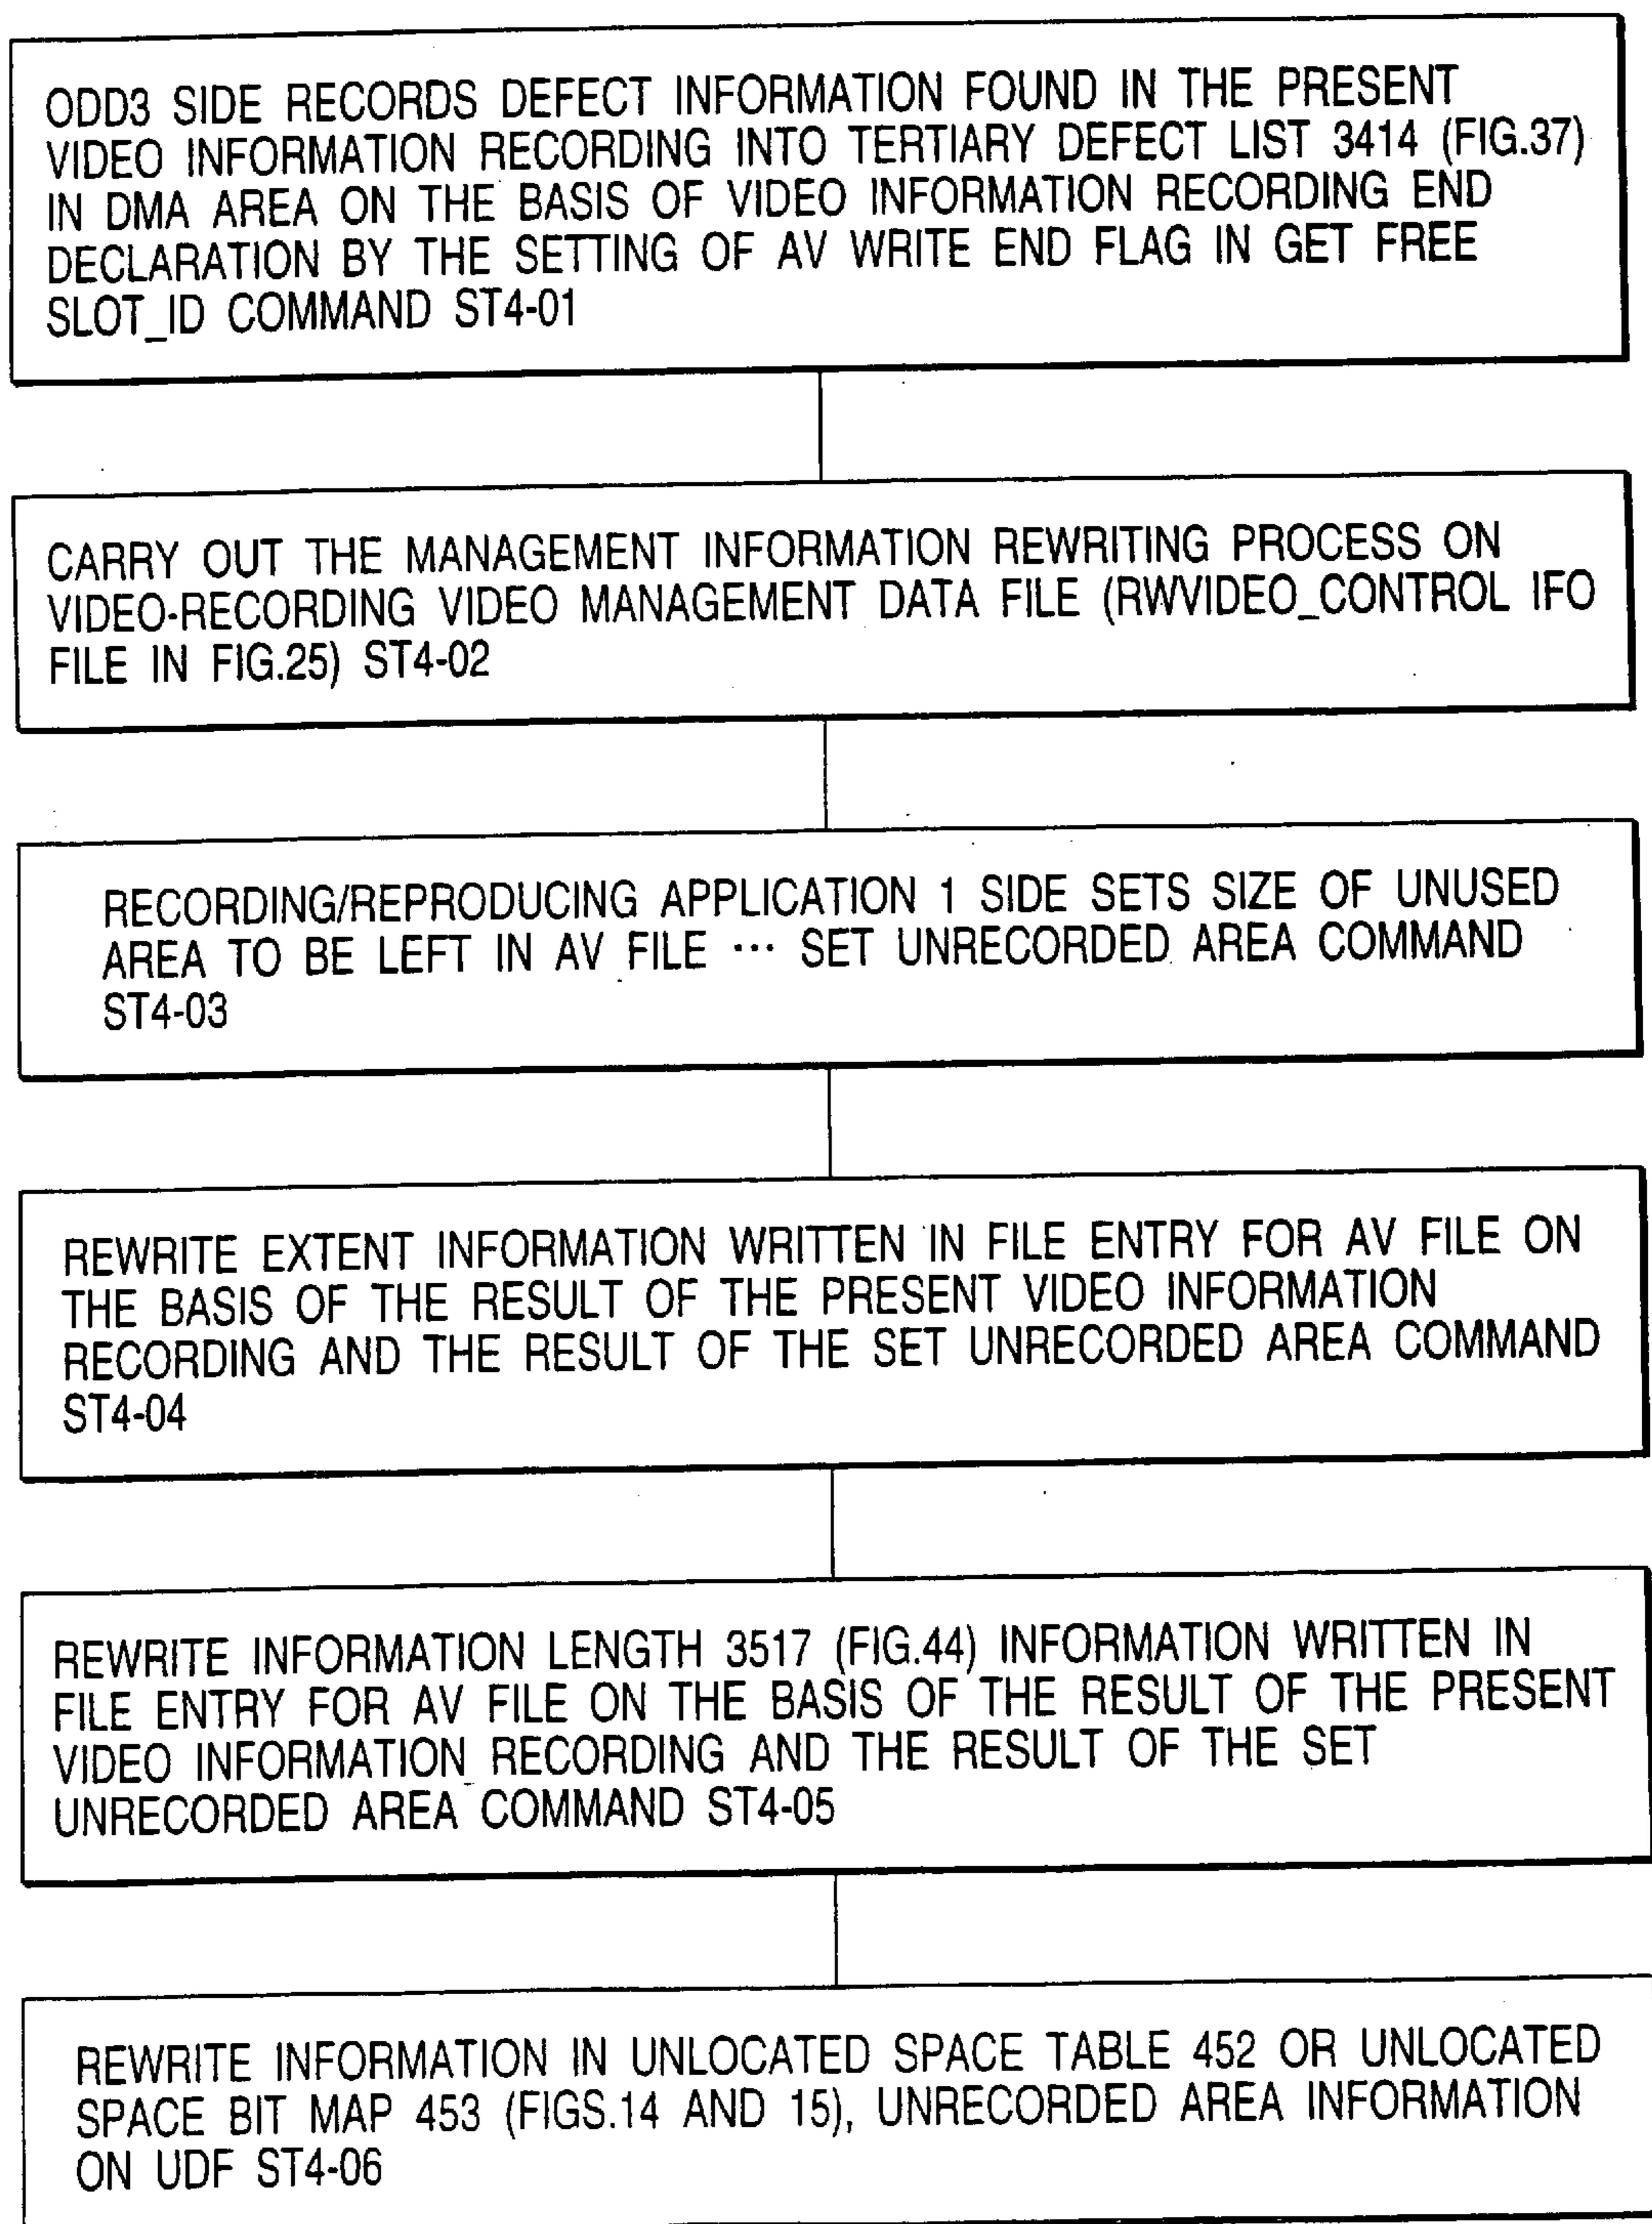 ODD3 SIDE RECORDS DEFECT INFORMATION FOUND IN THE PRESENT
VIDEO INFORMATION RECORDING INTO TERTIARY DEFECT LIST 3414 (FIG.37)
IN DMA AREA ON THE BASIS OF VIDEO INFORMATION RECORDING END
DECLARATION BY THE SETTING OF AV WRITE END FLAG IN GET FREE
SLOT_ID COMMAND ST4-01
CARRY OUT THE MANAGEMENT INFORMATION REWRITING PROCESS ON
VIDEO-RECORDING VIDEO MANAGEMENT DATA FILE (RWVIDEO_CONTROL IFO
FILE IN FIG.25) ST4-02
RECORDING/REPRODUCING APPLICATION 1 SIDE SETS SIZE OF UNUSED
AREA TO BE LEFT IN AV FILE ··· SET UNRECORDED AREA COMMAND
ST4-03
REWRITE EXTENT INFORMATION WRITTEN IN FILE ENTRY FOR AV FILE ON
THE BASIS OF THE RESULT OF THE PRESENT VIDEO INFORMATION
RECORDING AND THE RESULT OF THE SET UNRECORDED AREA COMMAND
ST4-04
REWRITE INFORMATION LENGTH 3517 (FIG.44) INFORMATION WRITTEN IN
FILE ENTRY FOR AV FILE ON THE BASIS OF THE RESULT OF THE PRESENT
VIDEO INFORMATION RECORDING AND THE RESULT OF THE SET
UNRECORDED AREA COMMAND ST4-05
REWRITE INFORMATION IN UNLOCATED SPACE TABLE 452 OR UNLOCATED
SPACE BIT MAP 453 (FIGS.14 AND 15), UNRECORDED AREA INFORMATION
ON UDF ST4-06